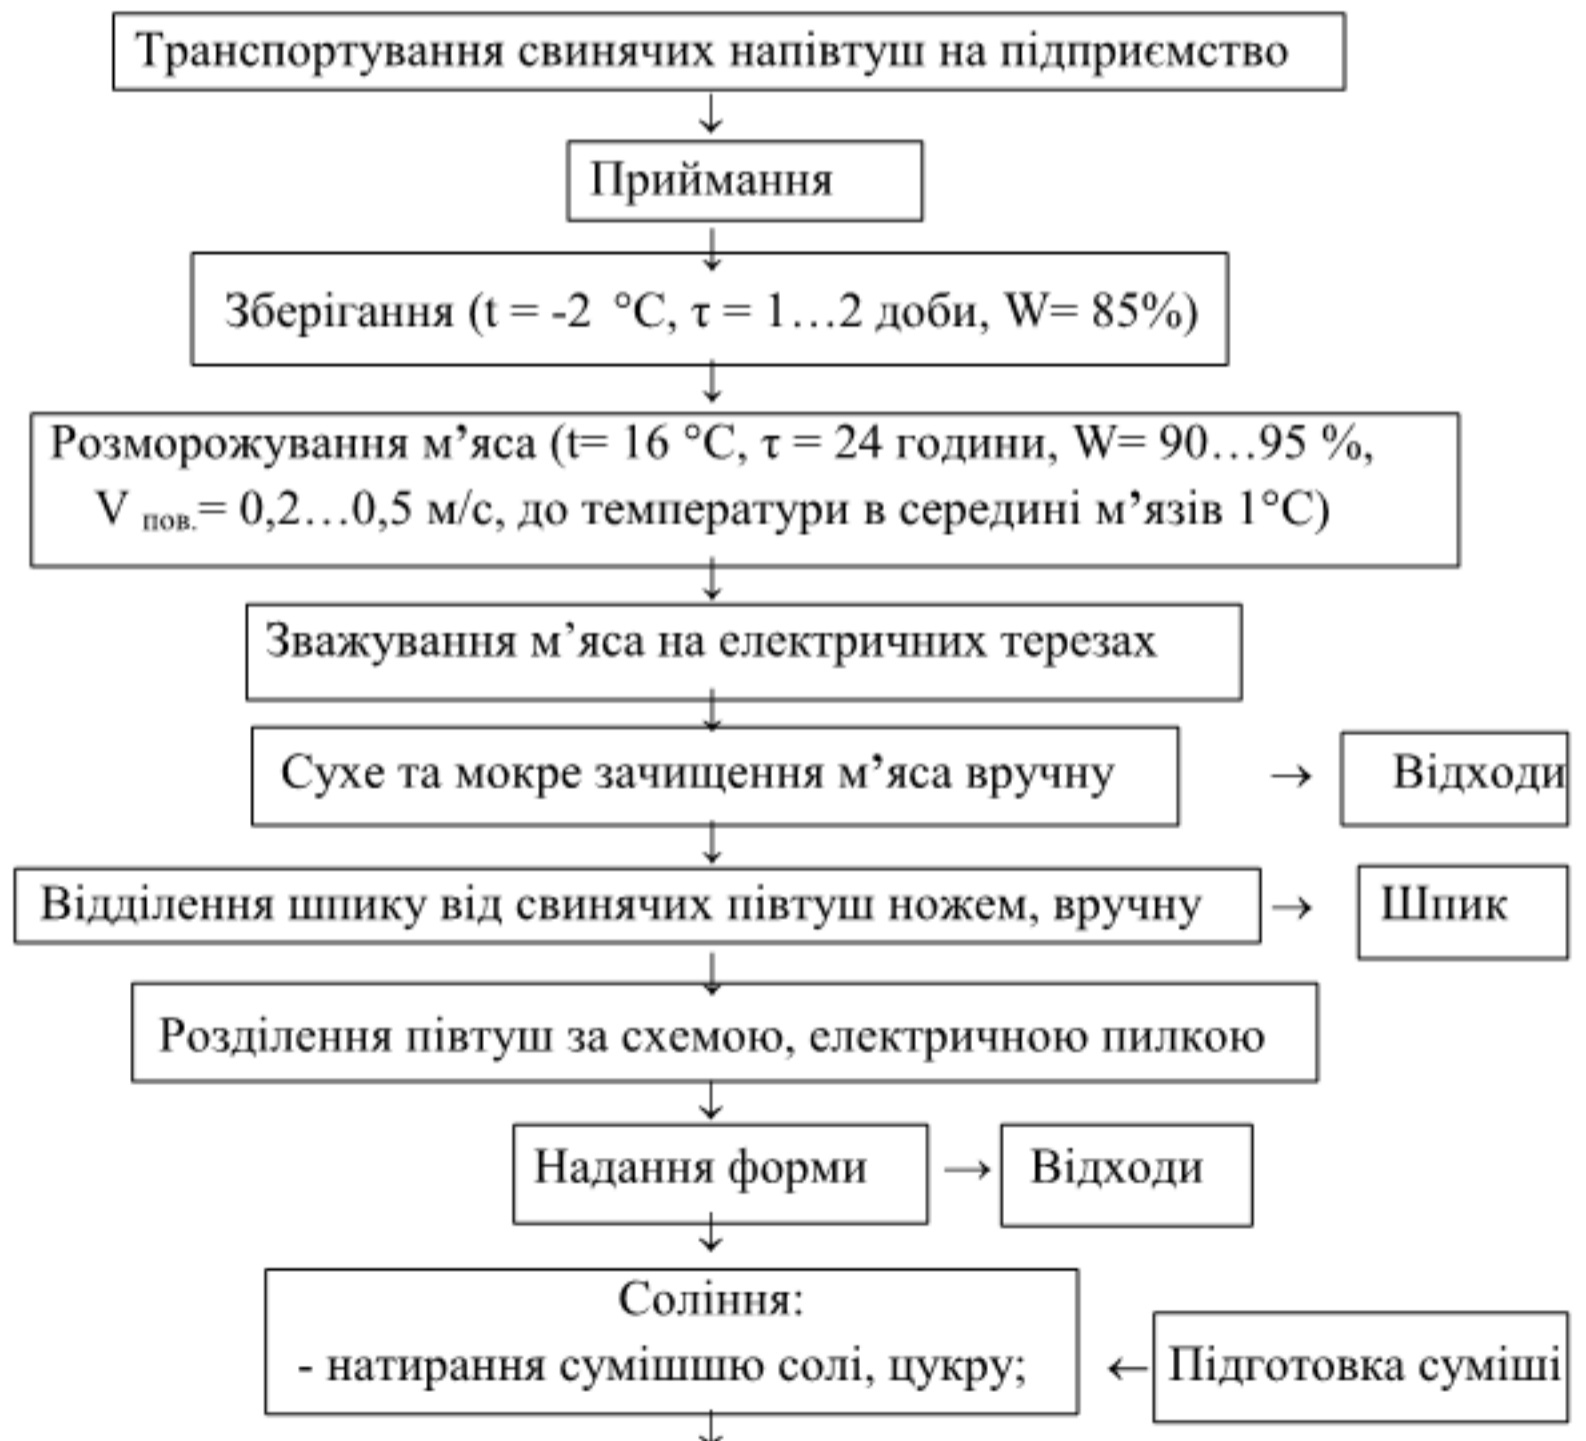 Транспортування свинячих напівтуш на підприємство
Приймання
Зберігання (t = -2 °C, τ = 1…2 доби, W= 85%)
Розморожування м’яса (t= 16 °C, τ = 24 години, W= 90…95 %,
V пов.= 0,2…0,5 м/с, до температури в середині м’язів 1°C)
Зважування м’яса на електричних терезах
Сухе та мокре зачищення м’яса вручну → Відходи
Відділення шпику від свинячих півтуш ножем, вручну → Шпик
Розділення півтуш за схемою, електричною пилкою
Надання форми → Відходи
Соління:
- натирання сумішшю солі, цукру; ← Підготовка суміші